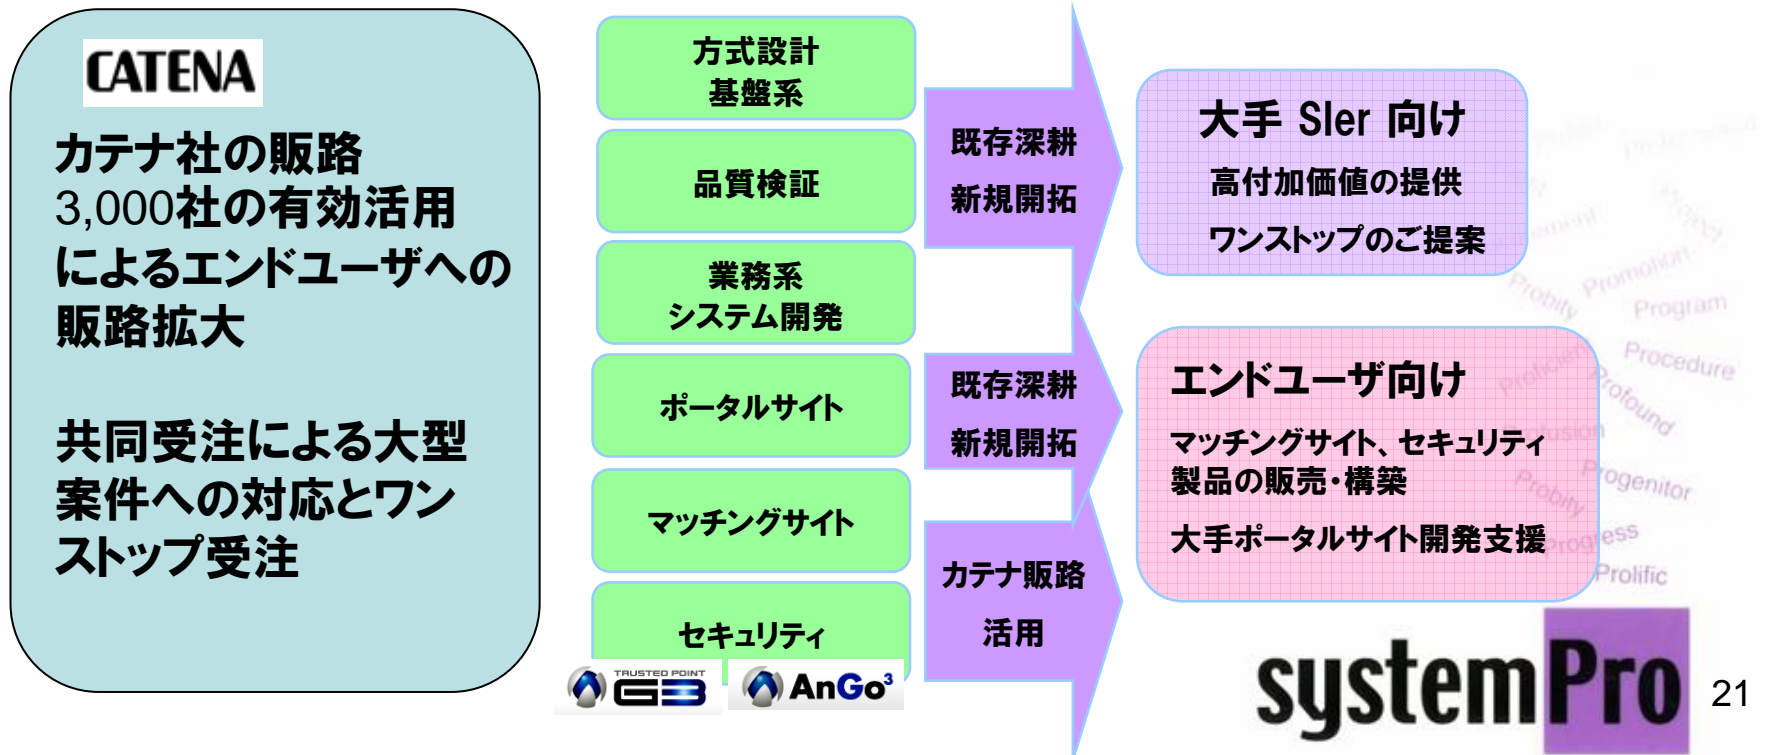 CATENA
カテナ社の販路
3,000社の有効活用
によるエンドユーザへの
販路拡大
共同受注による大型
案件への対応とワン
ストップ受注
方式設計
基盤系
品質検証
業務系
システム開発
ポータルサイト
マッチングサイト
セキュリティ
TRUSTED POINT
G3
AnGo³
既存深耕
新規開拓
既存深耕
新規開拓
カテナ販路
活用
大手 SIer 向け
高付加価値の提供
ワンストップのご提案
エンドユーザ向け
マッチングサイト、セキュリティ
製品の販売・構築
大手ポータルサイト開発支援
Promotion
Probity
Program
Procedure
Proficient
Profound
Progenitor
Probity
Progress
Prolific
systemPro
21